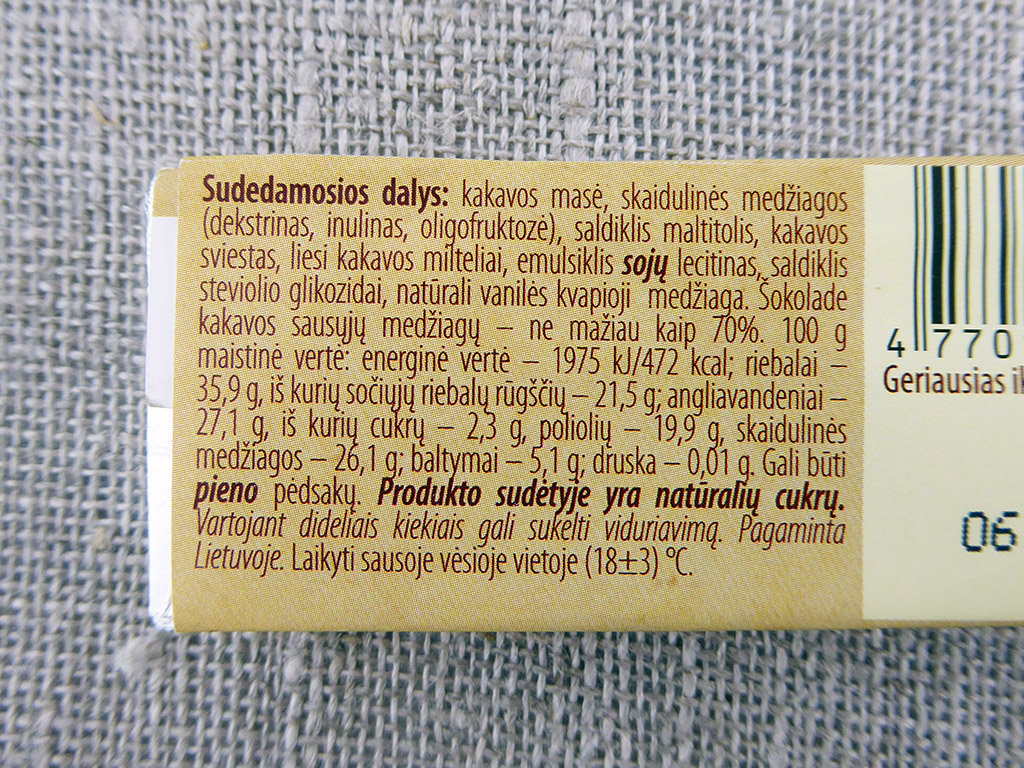 Sudedamosios dalys: kakavos masė, skaidulinės medžiagos
(dekstrinas, inulinas, oligofruktozė), saldiklis maltitolis, kakavos
sviestas, liesi kakavos milteliai, emulsiklis sojų lecitinas, saldiklis
steviolio glikozidai, natūrali vanilės kvapioji medžiaga. Šokolade
kakavos sausųjų medžiagų – ne mažiau kaip 70%. 100 g
maistinė vertė: energinė vertė – 1975 kJ/472 kcal; riebalai –
35,9 g, iš kurių sočiųjų riebalų rūgščių – 21,5 g; angliavandeniai –
27,1 g, iš kurių cukrų – 2,3 g, poliolių – 19,9 g, skaidulinės
medžiagos – 26,1 g; baltymai – 5,1 g; druska – 0,01 g. Gali būti
pieno pėdsakų. Produkto sudėtyje yra natūralių cukrų.
Vartojant dideliais kiekiais gali sukelti viduriavimą. Pagaminta
Lietuvoje. Laikyti sausoje vėsioje vietoje (18±3) °C.
4 770
Geriausias
06